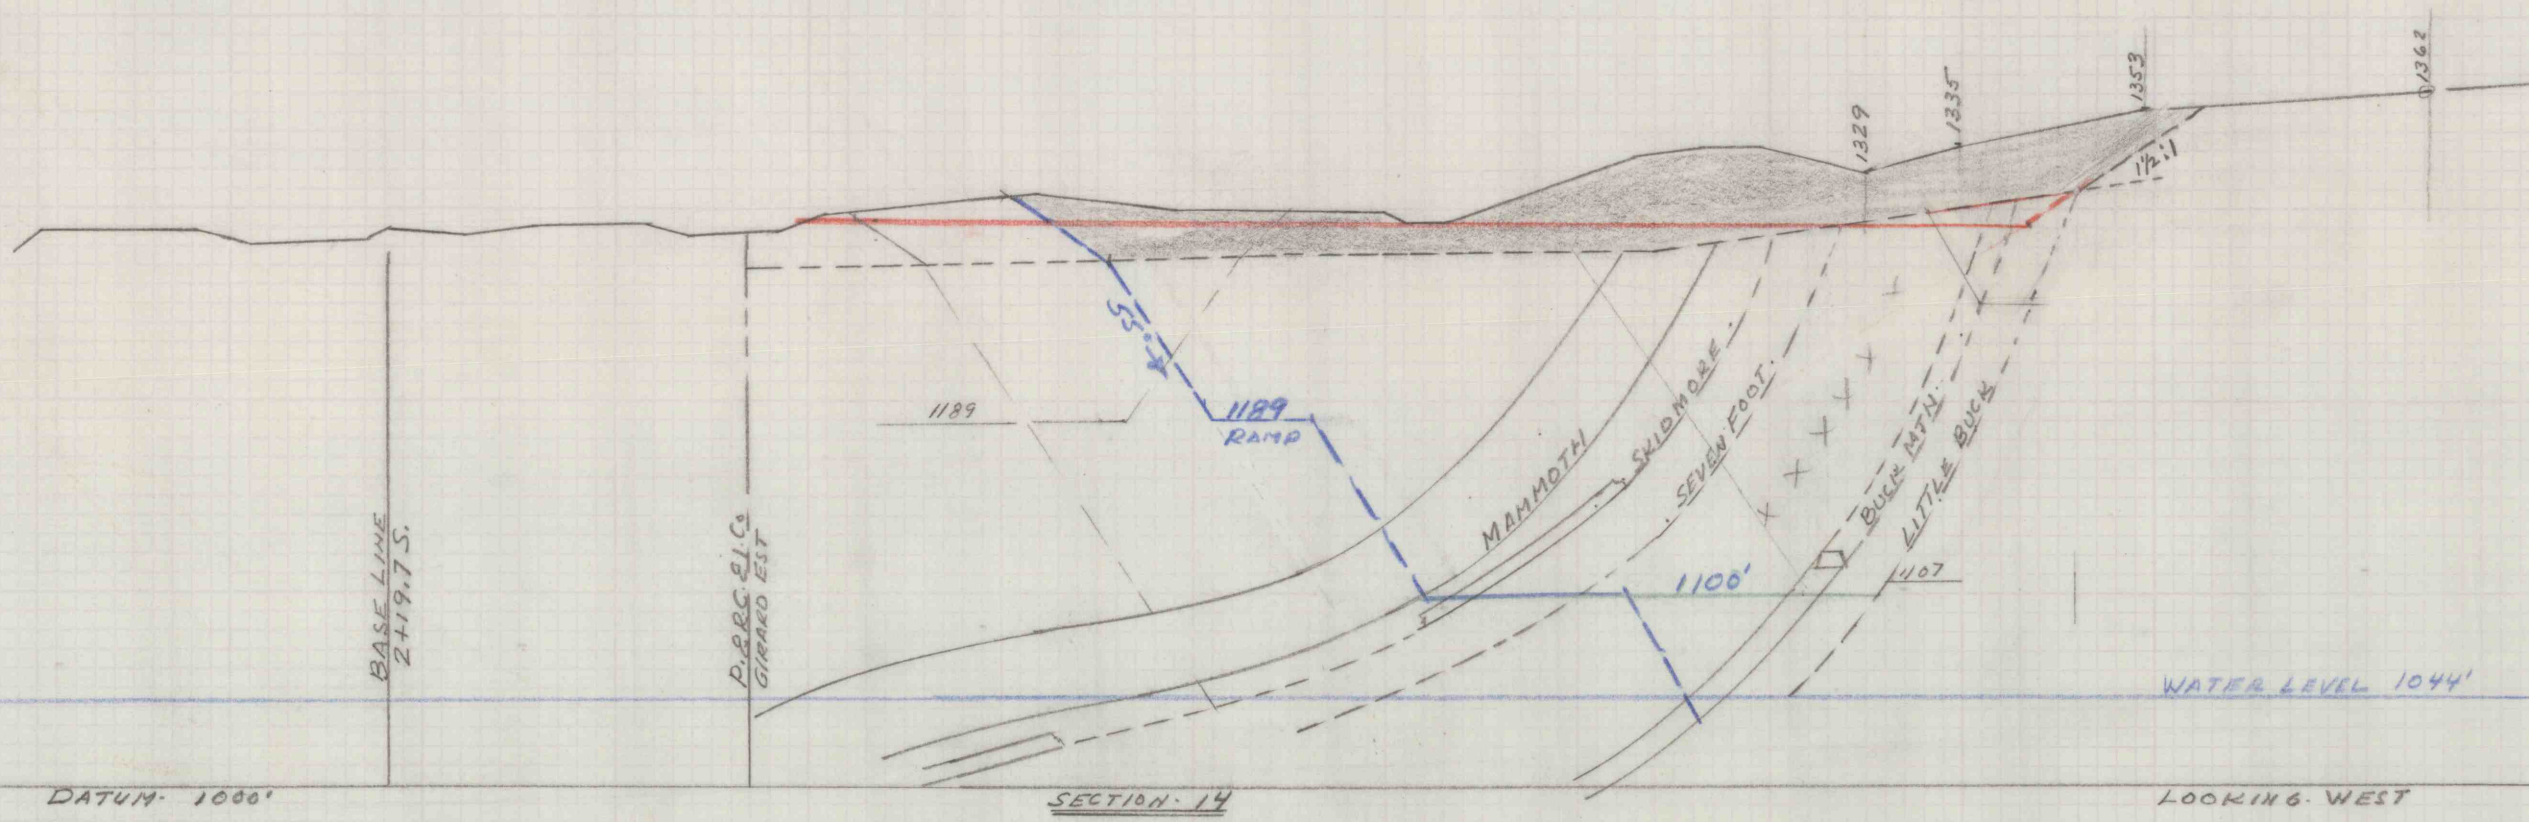 1362
1353
1335
1329
1½:1
55°
1189
1189
RAMP
MAMMOTH
SKIDMORE
SEVEN FOOT
BUCK MTN.
LITTLE BUCK
1107
1100'
BASE LINE
2+19.7 S.
P.&R.C.&I.Co
GIRARD EST
WATER LEVEL 1044'
DATUM- 1000'
SECTION- 14
LOOKING- WEST